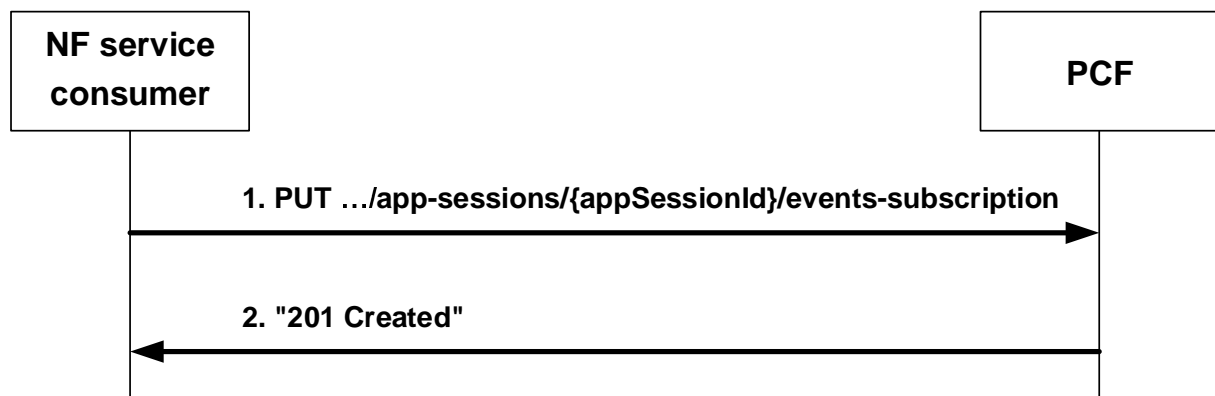 NF service
consumer
PCF
1. PUT …/app-sessions/{appSessionId}/events-subscription
2. "201 Created"